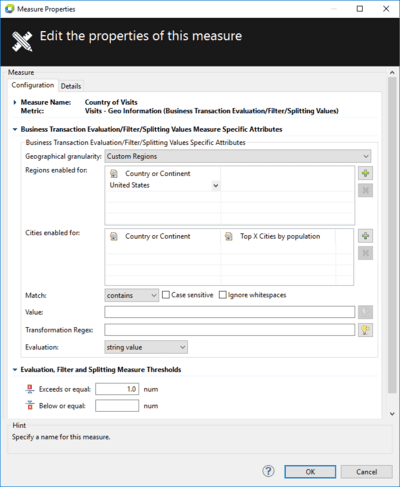 Measure Properties
Edit the properties of this measure
Measure
Configuration Details
Measure Name: Country of Visits
Metric: Visits - Geo Information (Business Transaction Evaluation/Filter/Splitting Values)
Business Transaction Evaluation/Filter/Splitting Values Measure Specific Attributes
Business Transaction Evaluation/Filter/Splitting Values Specific Attributes
Geographical granularity: Custom Regions
Regions enabled for: Country or Continent
United States
Cities enabled for: Country or Continent Top X Cities by population
Match: contains Case sensitive Ignore whitespaces
Value:
Transformation Regex:
Evaluation: string value
Evaluation, Filter and Splitting Measure Thresholds
Exceeds or equal: 1.0 num
Below or equal: num
Hint
Specify a name for this measure.
? OK Cancel